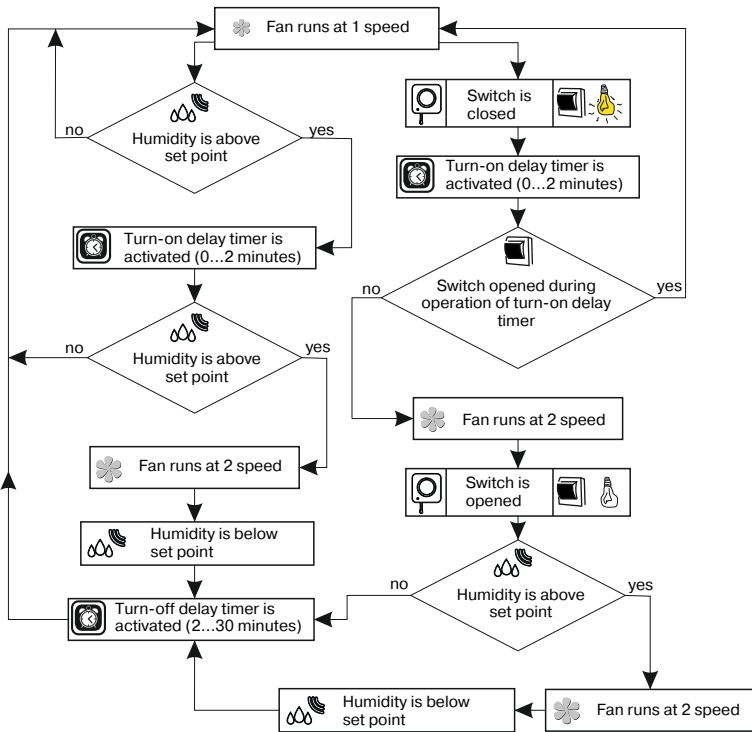 Fan runs at 1 speed
Humidity is above
set point
no
yes
Turn-on delay timer is
activated (0...2 minutes)
Humidity is above
set point
no
yes
Fan runs at 2 speed
Humidity is below
set point
Turn-off delay timer is
activated (2...30 minutes)
Switch is
closed
Turn-on delay timer is
activated (0...2 minutes)
no
yes
Switch opened during
operation of turn-on delay
timer
Fan runs at 2 speed
Switch is
opened
no
yes
Humidity is above
set point
Humidity is below
set point
Fan runs at 2 speed